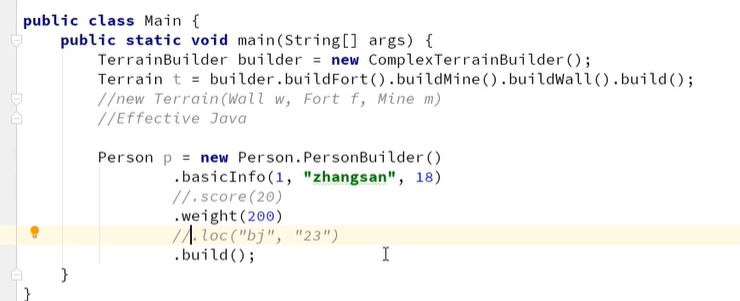 public class Main {
public static void main(String[] args) {
TerrainBuilder builder = new ComplexTerrainBuilder();
Terrain t = builder.buildFort().buildMine().buildWall().build();
//new Terrain(Wall w, Fort f, Mine m)
//Effective Java
Person p = new Person.PersonBuilder()
.basicInfo(1, "zhangsan", 18)
//.score(20)
.weight(200)
//.loc("bj", "23")
.build();
}
}